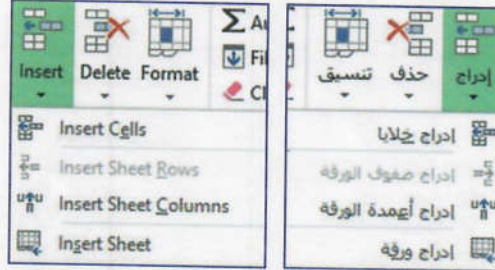 Insert Delete Format
Insert Cells
Insert Sheet Rows
Insert Sheet Columns
Insert Sheet
إدراج حذف تنسيق
إدراج خلايا
إدراج صفوف الورقة
إدراج أعمدة الورقة
إدراج ورقة